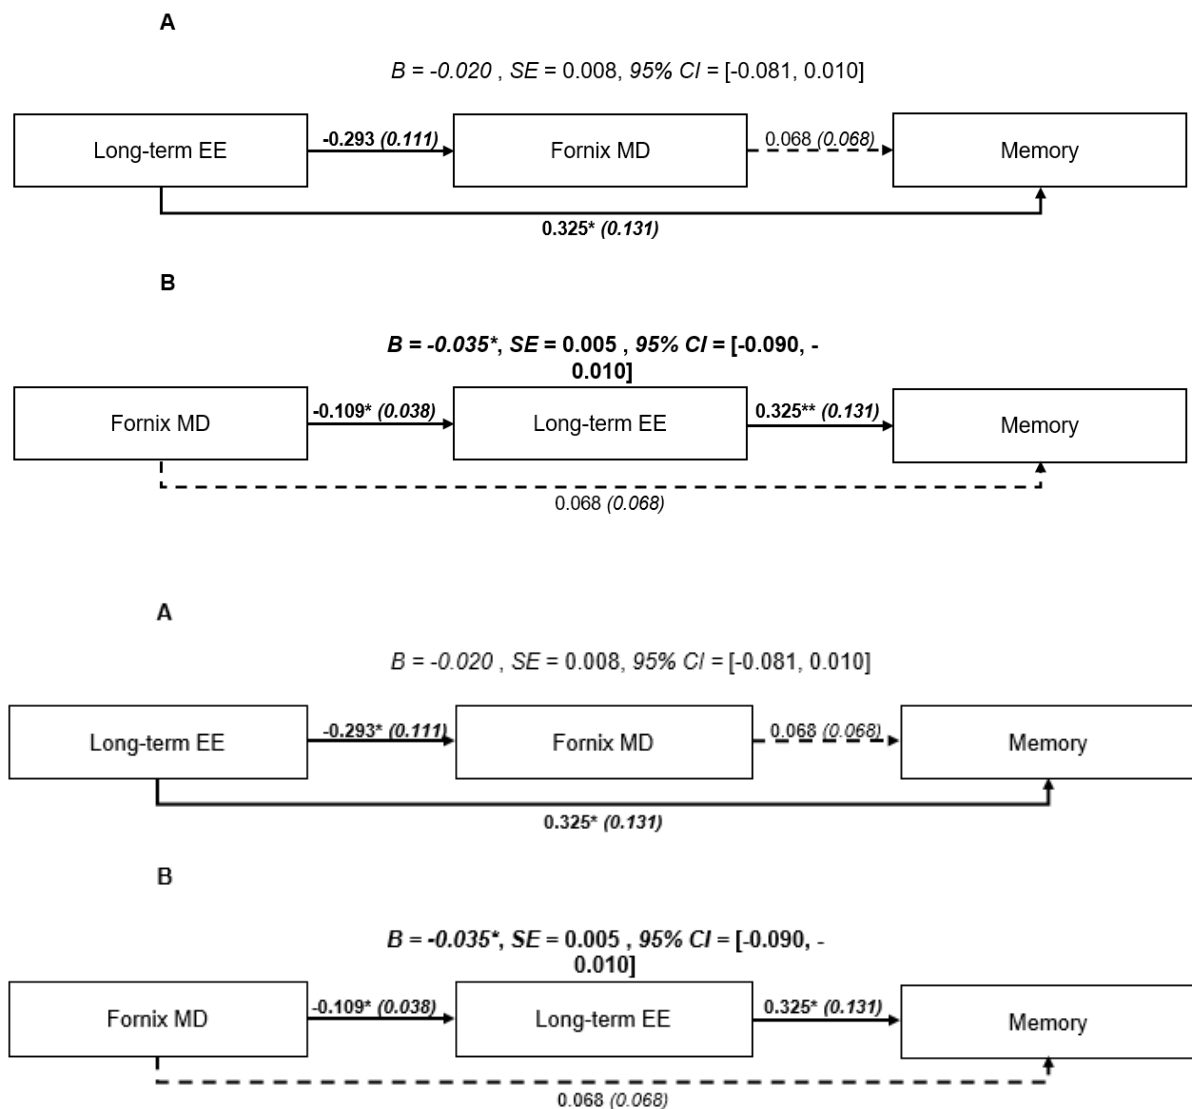 A
B = -0.020 , SE = 0.008, 95% CI = [-0.081, 0.010]
Long-term EE
-0.293 (0.111)
Fornix MD
0.068 (0.068)
Memory
0.325* (0.131)
B
B = -0.035*, SE = 0.005 , 95% CI = [-0.090, -
0.010]
Fornix MD
-0.109* (0.038)
Long-term EE
0.325** (0.131)
Memory
0.068 (0.068)
A
B = -0.020 , SE = 0.008, 95% CI = [-0.081, 0.010]
Long-term EE
-0.293* (0.111)
Fornix MD
0.068 (0.068)
Memory
0.325* (0.131)
B
B = -0.035*, SE = 0.005 , 95% CI = [-0.090, -
0.010]
Fornix MD
-0.109* (0.038)
Long-term EE
0.325* (0.131)
Memory
0.068 (0.068)